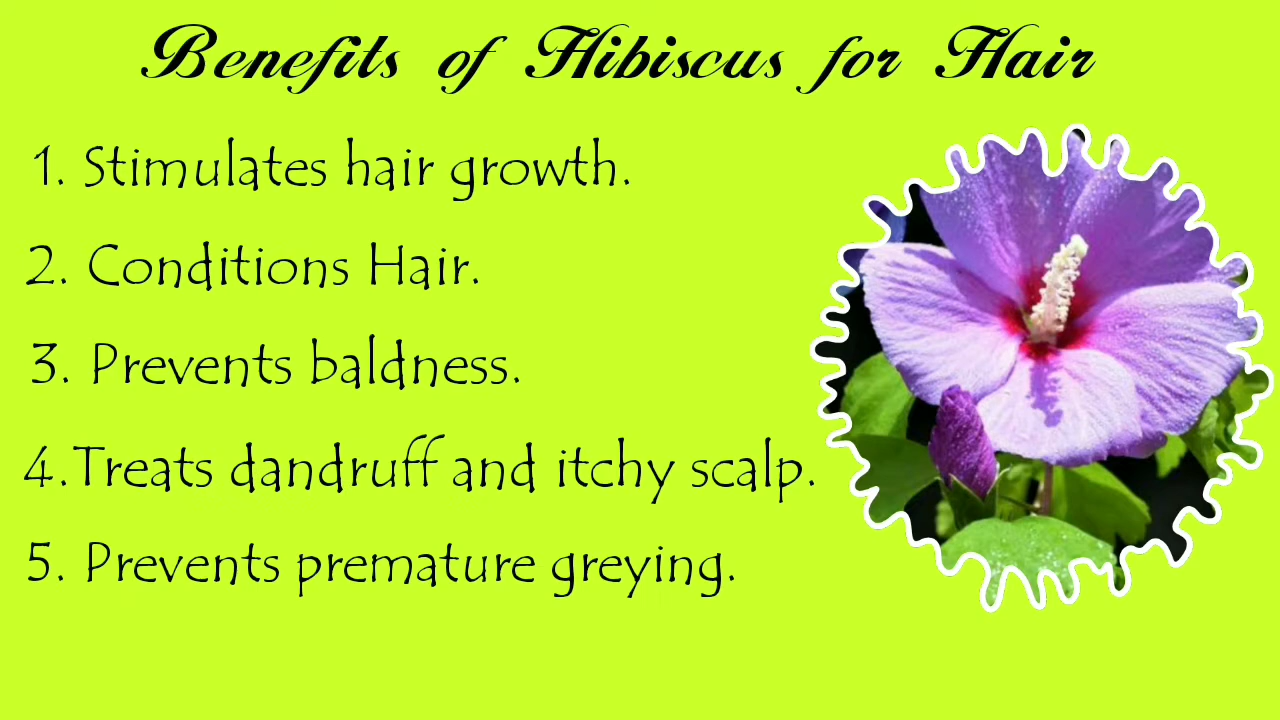 Benefits of Hibiscus for Hair
1. Stimulates hair growth.
2. Conditions Hair.
3. Prevents baldness.
4.Treats dandruff and itchy scalp.
5. Prevents premature greying.